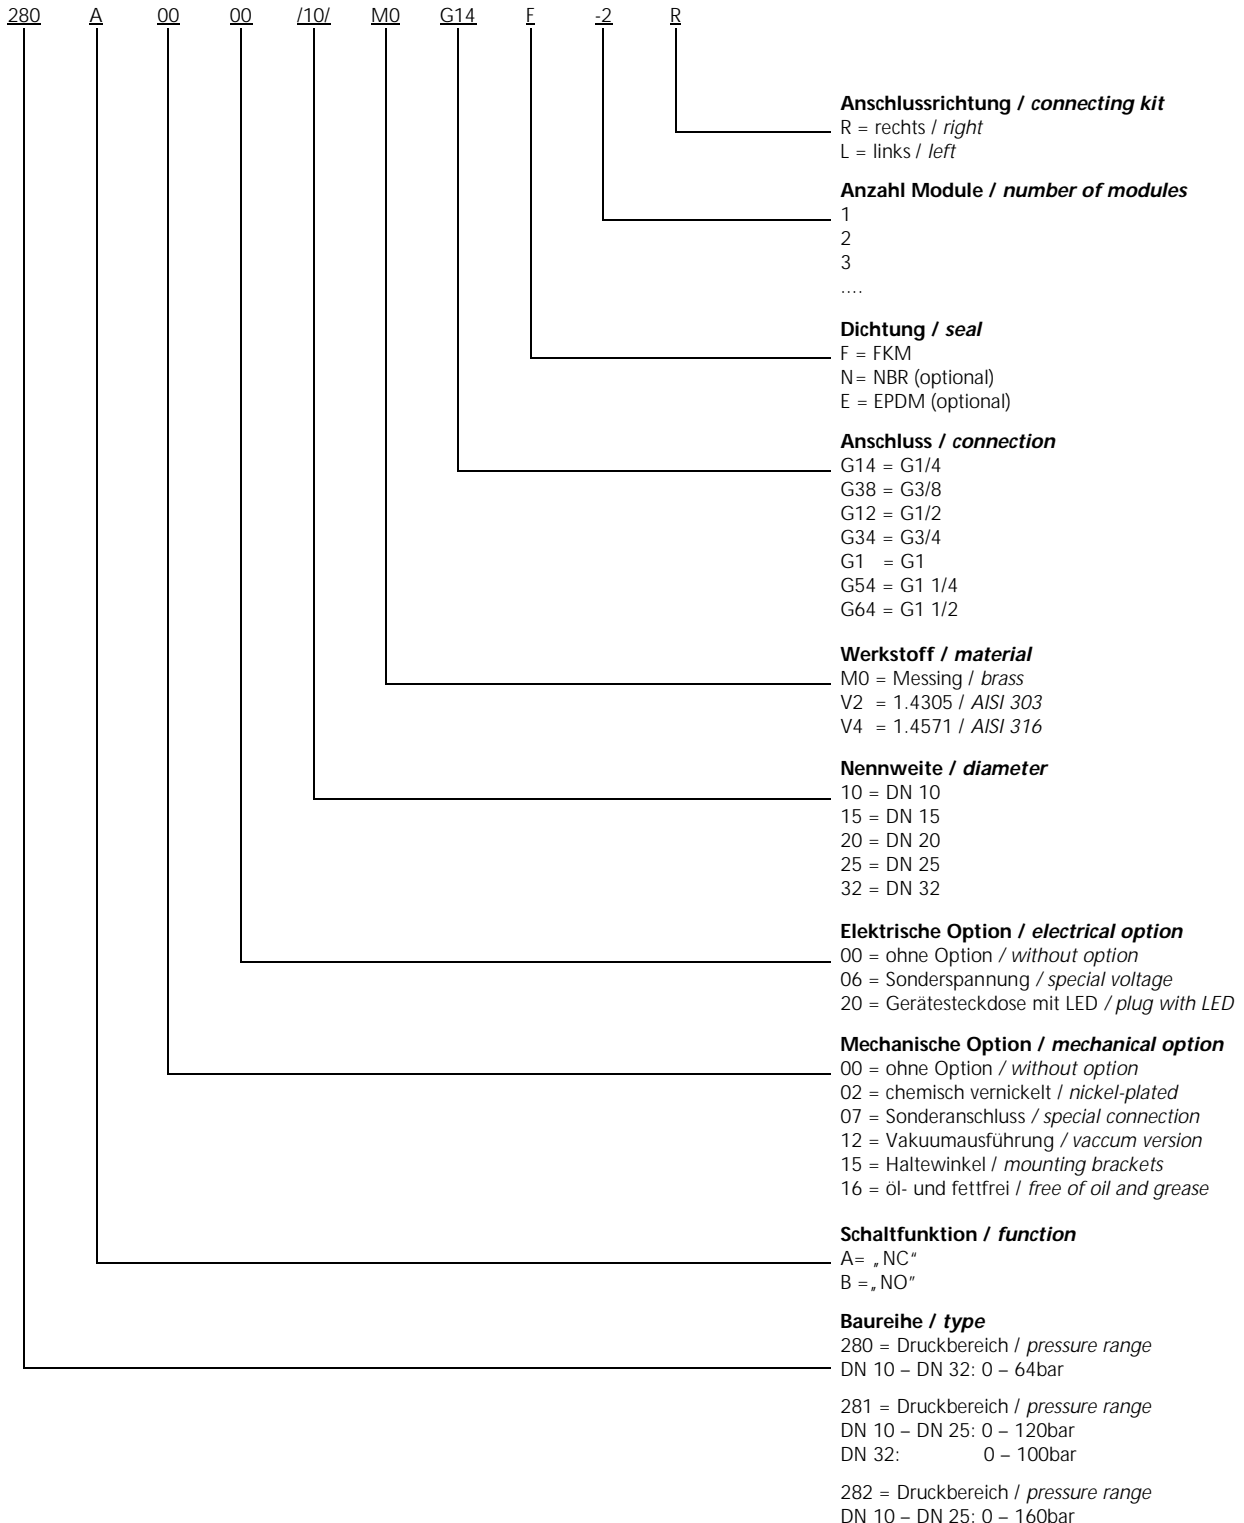 280 A 00 00 /10/ M0 G14 F -2 R
Anschlussrichtung / connecting kit
R = rechts / right
L = links / left
Anzahl Module / number of modules
1
2
3
....
Dichtung / seal
F = FKM
N= NBR (optional)
E = EPDM (optional)
Anschluss / connection
G14 = G1/4
G38 = G3/8
G12 = G1/2
G34 = G3/4
G1 = G1
G54 = G1 1/4
G64 = G1 1/2
Werkstoff / material
M0 = Messing / brass
V2 = 1.4305 / AISI 303
V4 = 1.4571 / AISI 316
Nennweite / diameter
10 = DN 10
15 = DN 15
20 = DN 20
25 = DN 25
32 = DN 32
Elektrische Option / electrical option
00 = ohne Option / without option
06 = Sonderspannung / special voltage
20 = Gerätesteckdose mit LED / plug with LED
Mechanische Option / mechanical option
00 = ohne Option / without option
02 = chemisch vernickelt / nickel-plated
07 = Sonderanschluss / special connection
12 = Vakuumausführung / vaccum version
15 = Haltewinkel / mounting brackets
16 = öl- und fettfrei / free of oil and grease
Schaltfunktion / function
A= „NC“
B =„NO”
Baureihe / type
280 = Druckbereich / pressure range
DN 10 – DN 32: 0 – 64bar
281 = Druckbereich / pressure range
DN 10 – DN 25: 0 – 120bar
DN 32: 0 – 100bar
282 = Druckbereich / pressure range
DN 10 – DN 25: 0 – 160bar